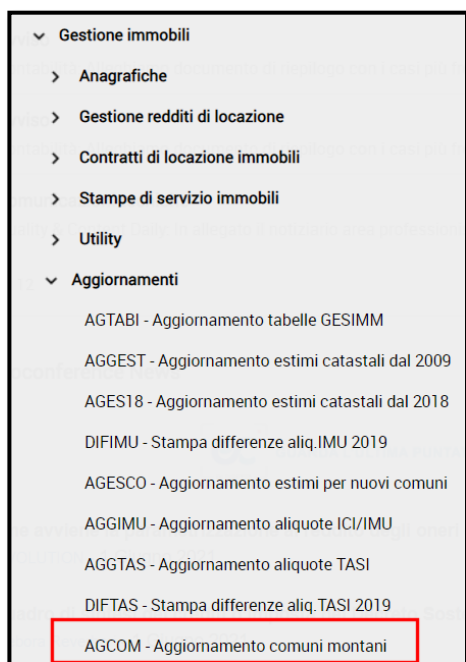 Gestione immobili
Anagrafiche
Gestione redditi di locazione
Contratti di locazione immobili
Stampe di servizio immobili
Utility
Aggiornamenti
AGTABI - Aggiornamento tabelle GESIMM
AGGEST - Aggiornamento estimi catastali dal 2009
AGES18 - Aggiornamento estimi catastali dal 2018
DIFIMU - Stampa differenze aliq.IMU 2019
AGESCO - Aggiornamento estimi per nuovi comuni
AGGIMU - Aggiornamento aliquote ICI/IMU
AGGTAS - Aggiornamento aliquote TASI
DIFTAS - Stampa differenze aliq.TASI 2019
AGCOM - Aggiornamento comuni montani